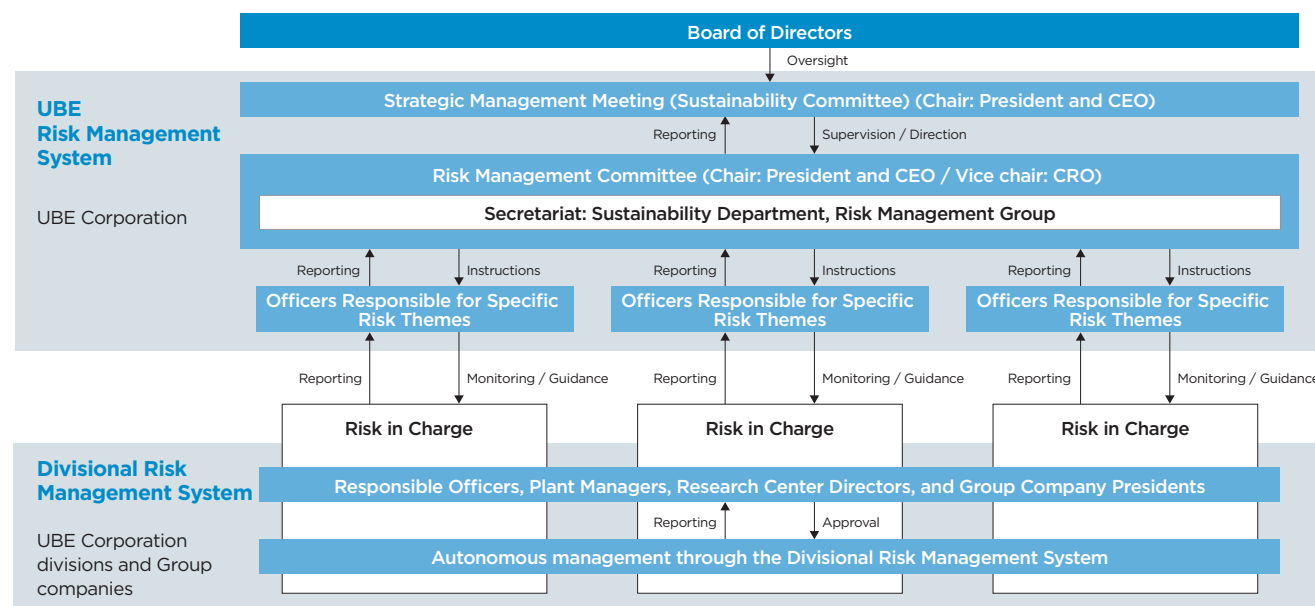 Board of Directors
Oversight
UBE
Risk Management
System
UBE Corporation
Strategic Management Meeting (Sustainability Committee) (Chair: President and CEO)
Reporting
Supervision / Direction
Risk Management Committee (Chair: President and CEO / Vice chair: CRO)
Secretariat: Sustainability Department, Risk Management Group
Reporting
Instructions
Reporting
Instructions
Reporting
Instructions
Officers Responsible for Specific
Risk Themes
Officers Responsible for Specific
Risk Themes
Officers Responsible for Specific
Risk Themes
Reporting
Monitoring / Guidance
Reporting
Monitoring / Guidance
Reporting
Monitoring / Guidance
Risk in Charge
Risk in Charge
Risk in Charge
Divisional Risk
Management System
UBE Corporation
divisions and Group
companies
Responsible Officers, Plant Managers, Research Center Directors, and Group Company Presidents
Reporting
Approval
Autonomous management through the Divisional Risk Management System